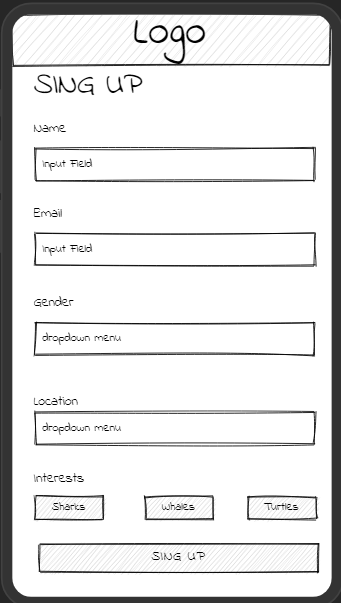 Logo
SING UP
Name
Input Field
Email
Input Field
Gender
dropdown menu
Location
dropdown menu
Interests
Sharks Whales Turtles
SING UP